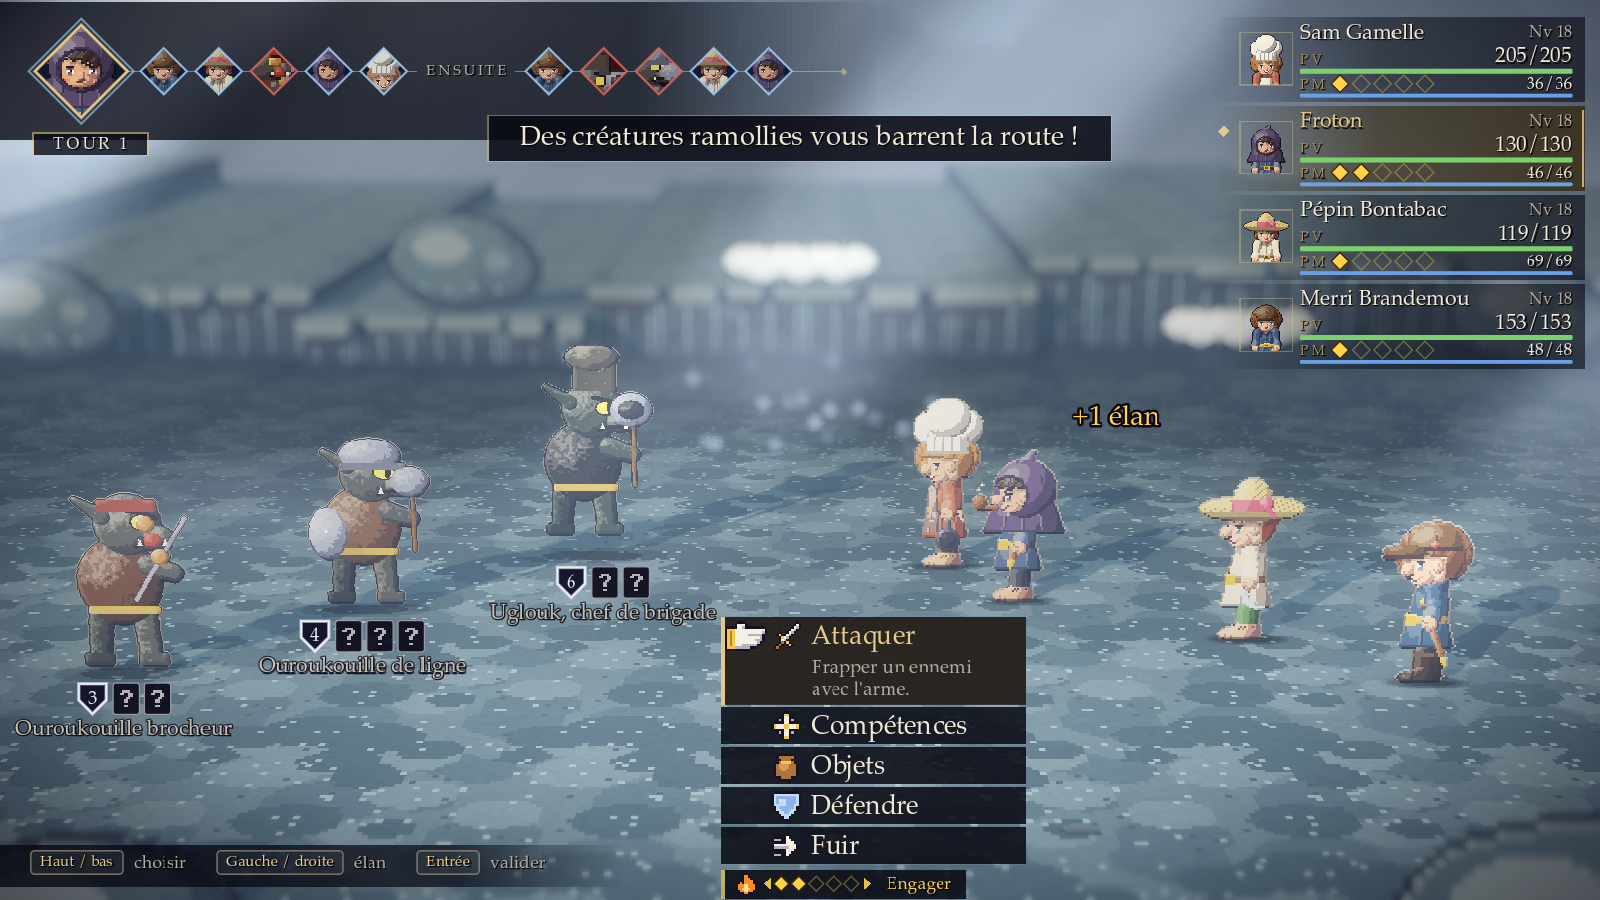 ENSUITE
TOUR 1
Des créatures ramollies vous barrent la route !
Sam Gamelle Nv 18
PV 205/205
PM 36/36
Froton Nv 18
PV 130/130
PM 46/46
Pépin Bontabac Nv 18
PV 119/119
PM 69/69
Merri Brandemou Nv 18
PV 153/153
PM 48/48
+1 élan
6 ? ?
Uglouk, chef de brigade
4 ? ? ?
Ouroukouille de ligne
3 ? ?
Ouroukouille brocheur
Attaquer
Frapper un ennemi
avec l'arme.
Compétences
Objets
Défendre
Fuir
Engager
Haut / bas choisir Gauche / droite élan Entrée valider